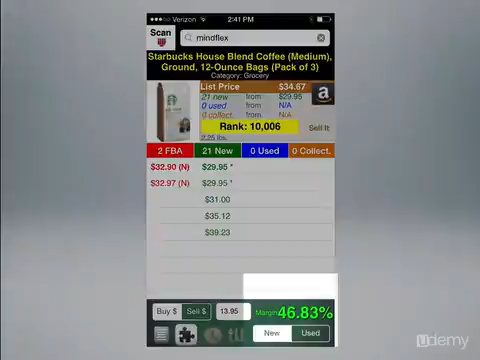 Verizon 2:41 PM
Scan mindflex
Starbucks House Blend Coffee (Medium),
Ground, 12-Ounce Bags (Pack of 3)
Category: Grocery
List Price $34.67
21 new from $29.95
0 used from N/A
0 collect. from N/A
Rank: 10,006 Sell it
2.25 lbs.
2 FBA 21 New 0 Used 0 Collect.
$32.90 (N) $29.95 *
$32.97 (N) $29.95 *
$31.00
$35.12
$39.23
Buy $ Sell $ 13.95 Margin 46.83%
New Used
udemy